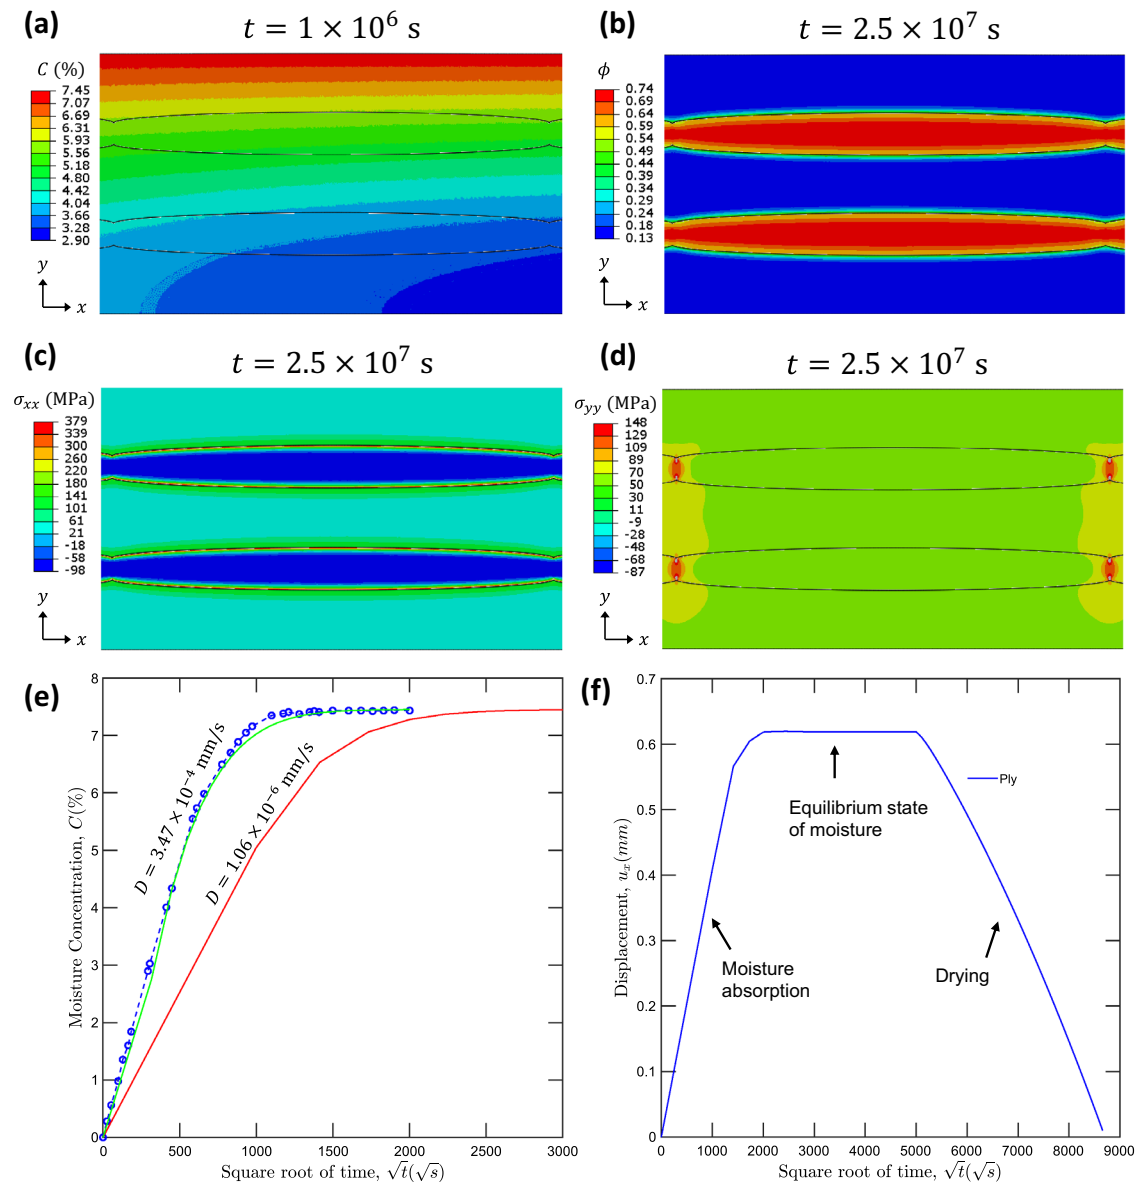 (a)
t = 1 × 10⁶ s
C (%)
7.45
7.07
6.69
6.31
5.93
5.56
5.18
4.80
4.42
4.04
3.66
3.28
2.90
y
x
(b)
t = 2.5 × 10⁷ s
ϕ
0.74
0.69
0.64
0.59
0.54
0.49
0.44
0.39
0.34
0.29
0.24
0.18
0.13
y
x
(c)
t = 2.5 × 10⁷ s
σxx (MPa)
379
339
300
260
220
180
141
101
61
21
-18
-58
-98
y
x
(d)
t = 2.5 × 10⁷ s
σyy (MPa)
148
129
109
89
70
50
30
11
-9
-28
-48
-68
-87
y
x
(e)
8
7
6
5
4
3
2
1
0
Moisture Concentration, C(%)
D = 3.47 × 10⁻⁴ mm/s
D = 1.06 × 10⁻⁶ mm/s
0 500 1000 1500 2000 2500 3000
Square root of time, √t(√s)
(f)
0.7
0.6
0.5
0.4
0.3
0.2
0.1
0
Displacement, uₓ(mm)
Ply
Equilibrium state
of moisture
Moisture
absorption
Drying
0 1000 2000 3000 4000 5000 6000 7000 8000 9000
Square root of time, √t(√s)